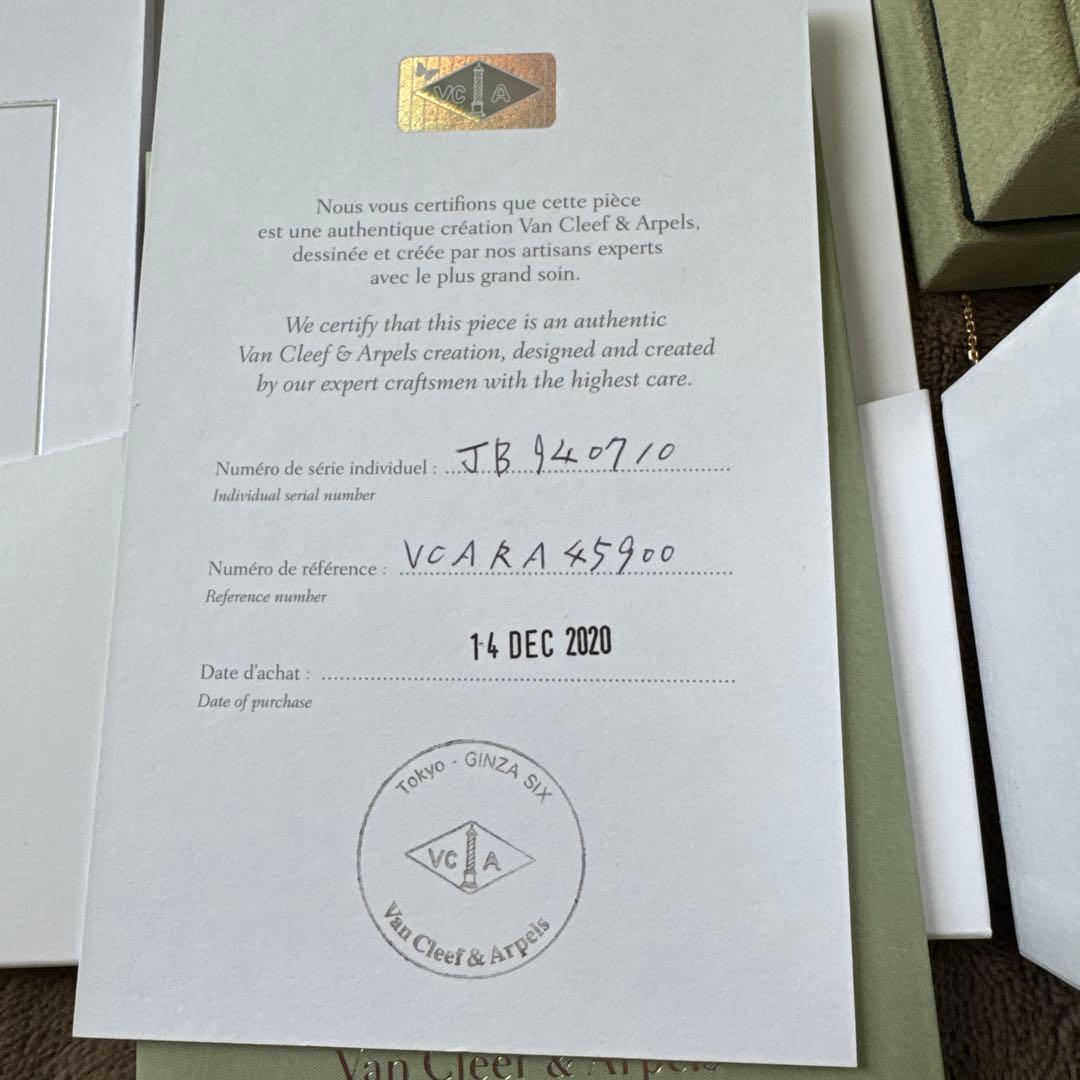 VC A
Nous vous certifions que cette pièce
est une authentique création Van Cleef & Arpels,
dessinée et créée par nos artisans experts
avec le plus grand soin.
We certify that this piece is an authentic
Van Cleef & Arpels creation, designed and created
by our expert craftsmen with the highest care.
Numéro de série individuel : JB940710
Individual serial number
Numéro de référence : VCARA45900
Reference number
14 DEC 2020
Date d'achat :
Date of purchase
Tokyo - GINZA SIX
VC A
Van Cleef & Arpels
Van Cleef & Arpels